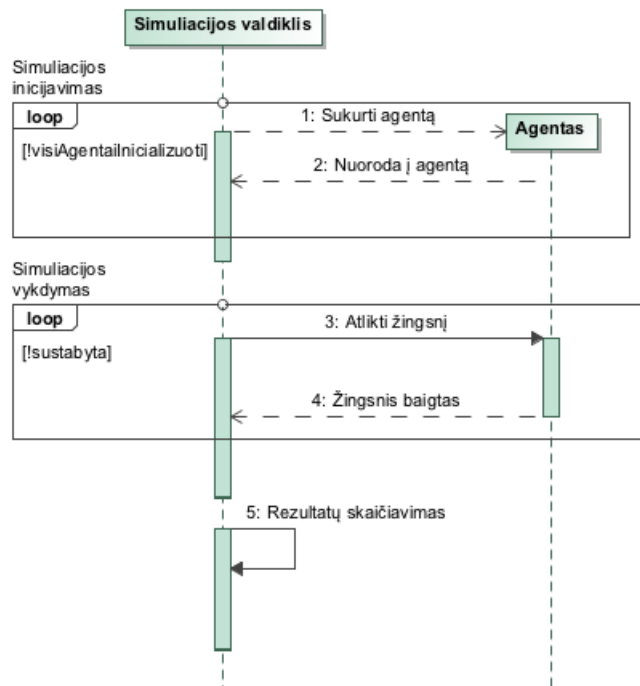 Simuliacijos valdiklis
Simuliacijos
inicijavimas
loop
1: Sukurti agentą
Agentas
[!visiAgentaiInicializuoti]
2: Nuoroda į agentą
Simuliacijos
vykdymas
loop
3: Atlikti žingsnį
[!sustabyta]
4: Žingsnis baigtas
5: Rezultatų skaičiavimas